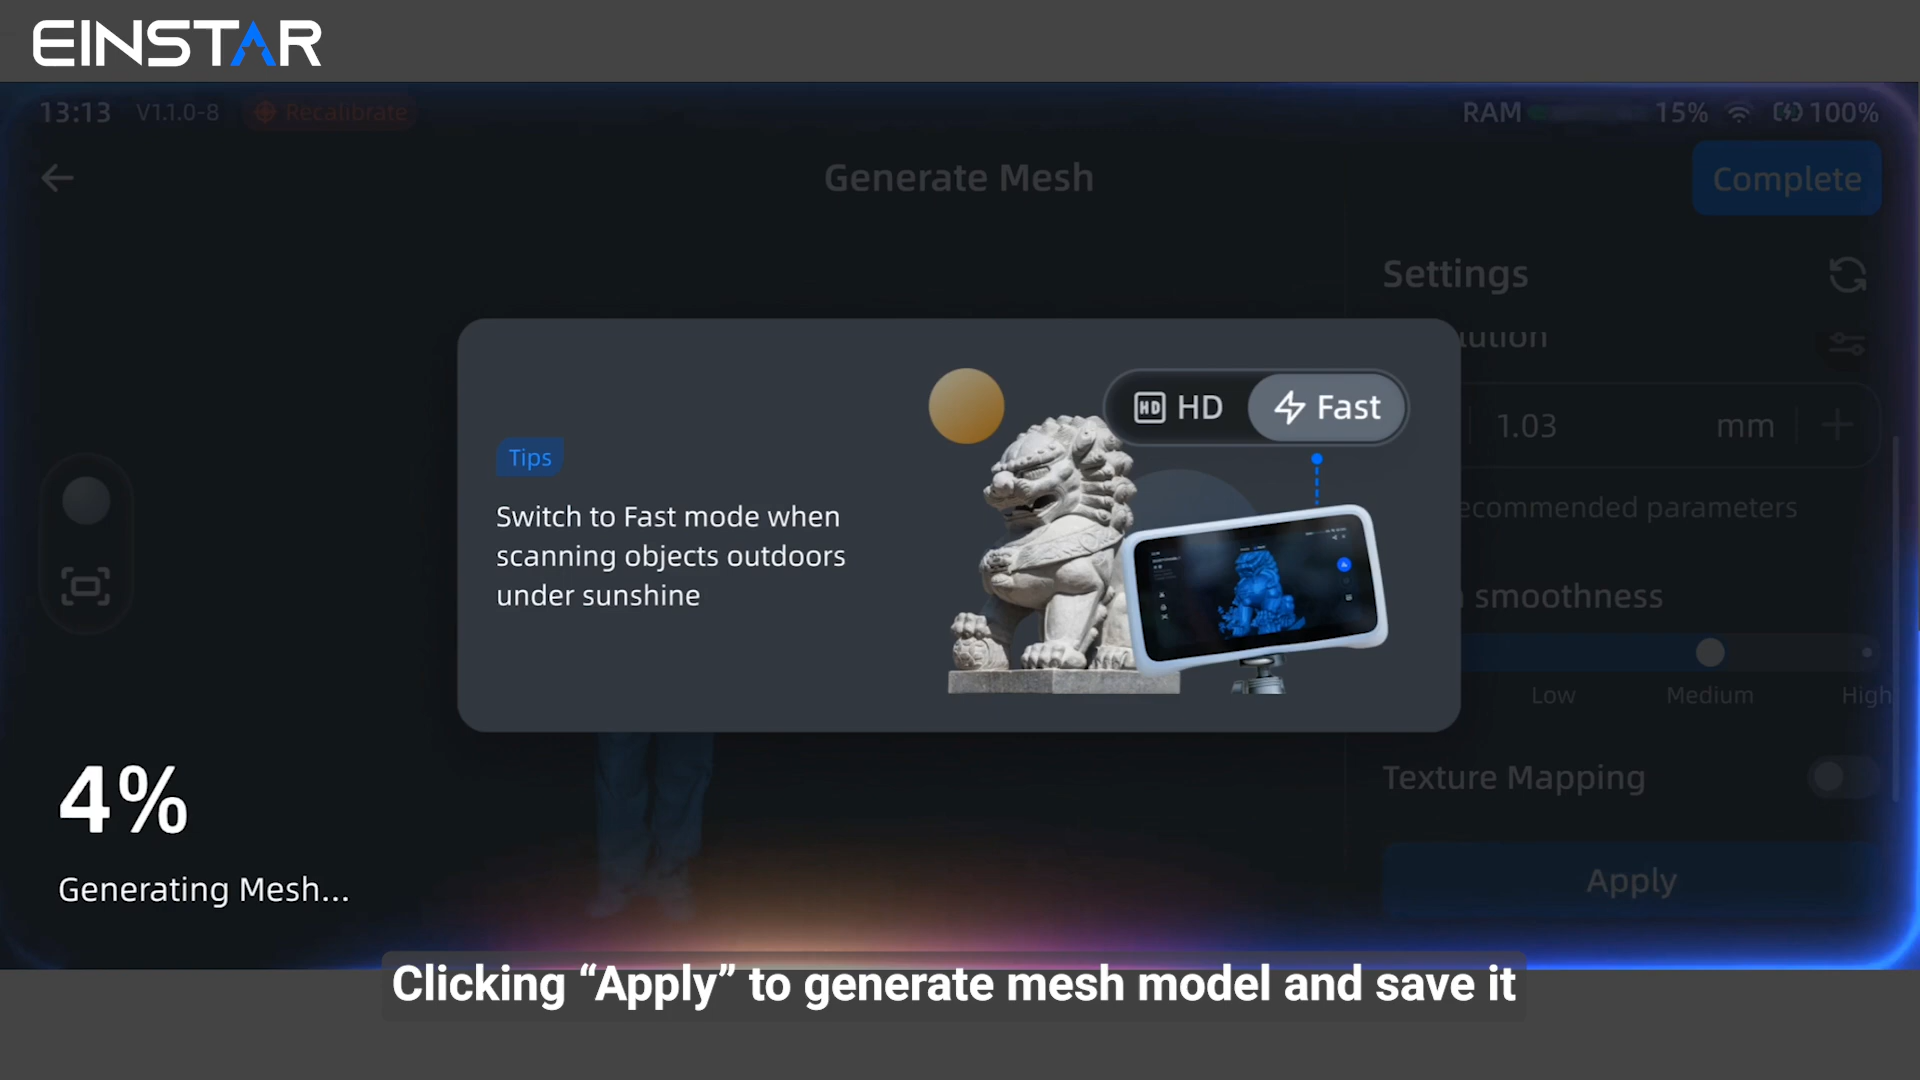 EINSTAR
13:13 V1.1.0-8 Recalibrate
RAM 15% 100%
Generate Mesh
Complete
Settings
1.03 mm
HD HD Fast
Tips
Switch to Fast mode when
scanning objects outdoors
under sunshine
ecommended parameters
smoothness
Low Medium High
Texture Mapping
Apply
4%
Generating Mesh...
Clicking “Apply” to generate mesh model and save it